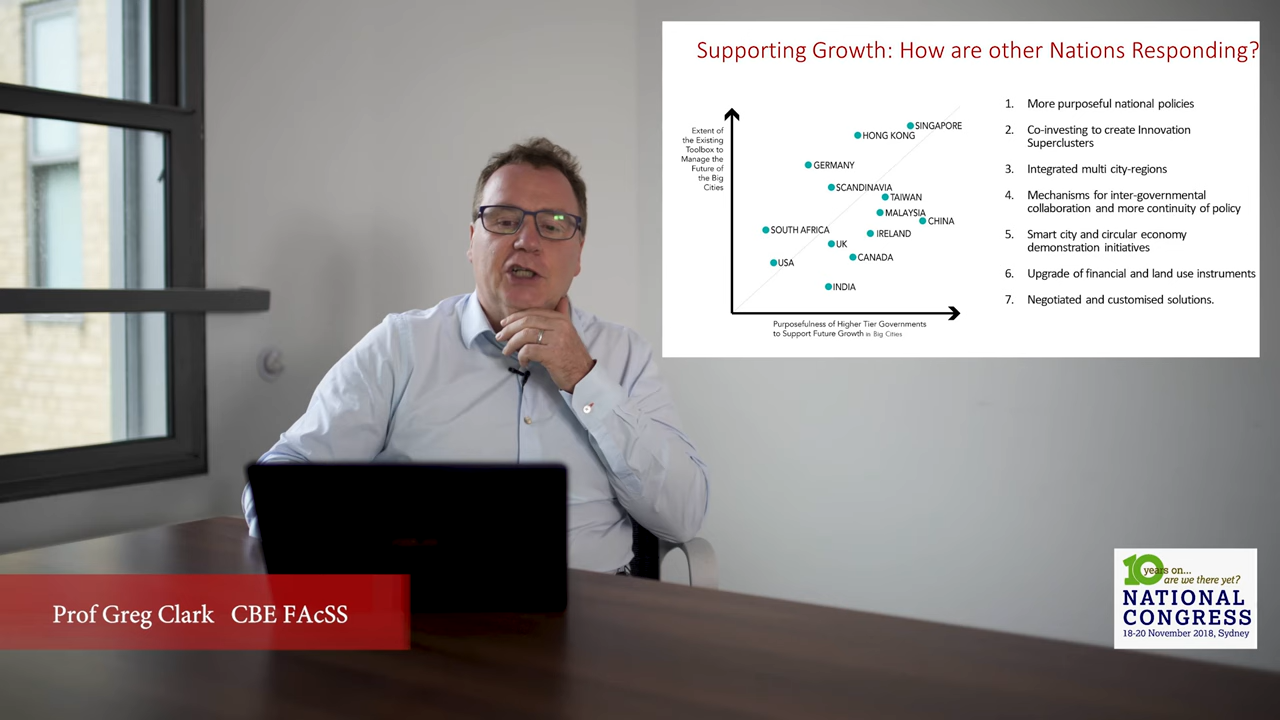 Supporting Growth: How are other Nations Responding?
Extent of
the Existing
Toolbox to
Manage the
Future of
the Big
Cities
SINGAPORE
HONG KONG
GERMANY
SCANDINAVIA
TAIWAN
MALAYSIA
CHINA
SOUTH AFRICA
IRELAND
UK
CANADA
USA
INDIA
Purposefulness of Higher Tier Governments
to Support Future Growth in Big Cities
1. More purposeful national policies
2. Co-investing to create Innovation
Superclusters
3. Integrated multi city-regions
4. Mechanisms for inter-governmental
collaboration and more continuity of policy
5. Smart city and circular economy
demonstration initiatives
6. Upgrade of financial and land use instruments
7. Negotiated and customised solutions.
Prof Greg Clark CBE FAcSS
10 years on...
are we there yet?
NATIONAL
CONGRESS
18-20 November 2018, Sydney